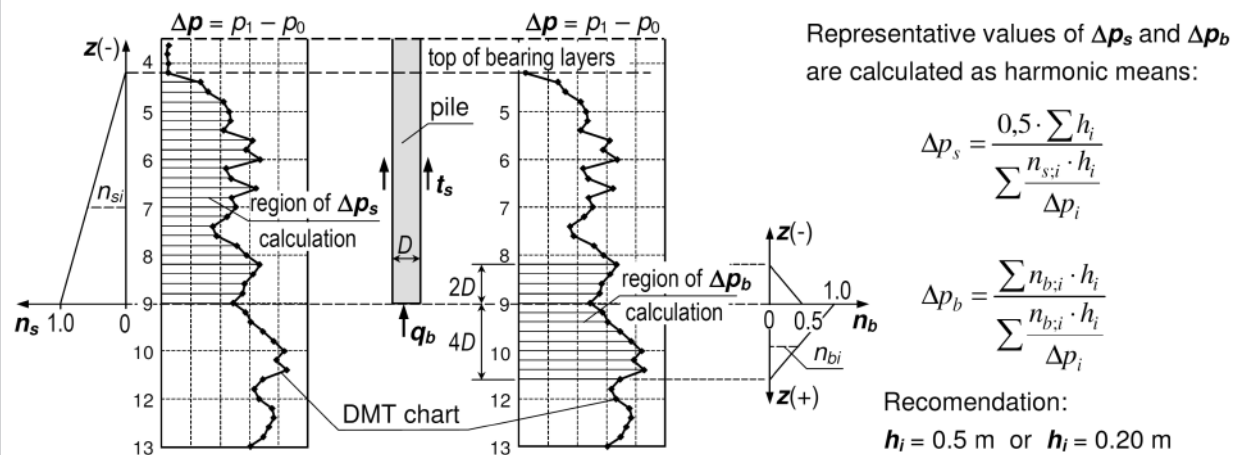 Δp = p1 – p0
z(-)
4
5
6
7
8
9
10
11
12
13
nsi
region of Δps
calculation
ns
1.0
0
top of bearing layers
pile
ts
D
qb
DMT chart
Δp = p1 – p0
4
5
6
7
8
9
10
11
12
13
2D
4D
region of Δpb
calculation
z(-)
1.0
0
0.5
nb
nbi
z(+)
Representative values of Δps and Δpb
are calculated as harmonic means:
Δps = 0,5 · ∑ hi / ∑ ns;i · hi / Δpi
Δpb = ∑ nb;i · hi / ∑ nb;i · hi / Δpi
Recomendation:
hi = 0.5 m or hi = 0.20 m